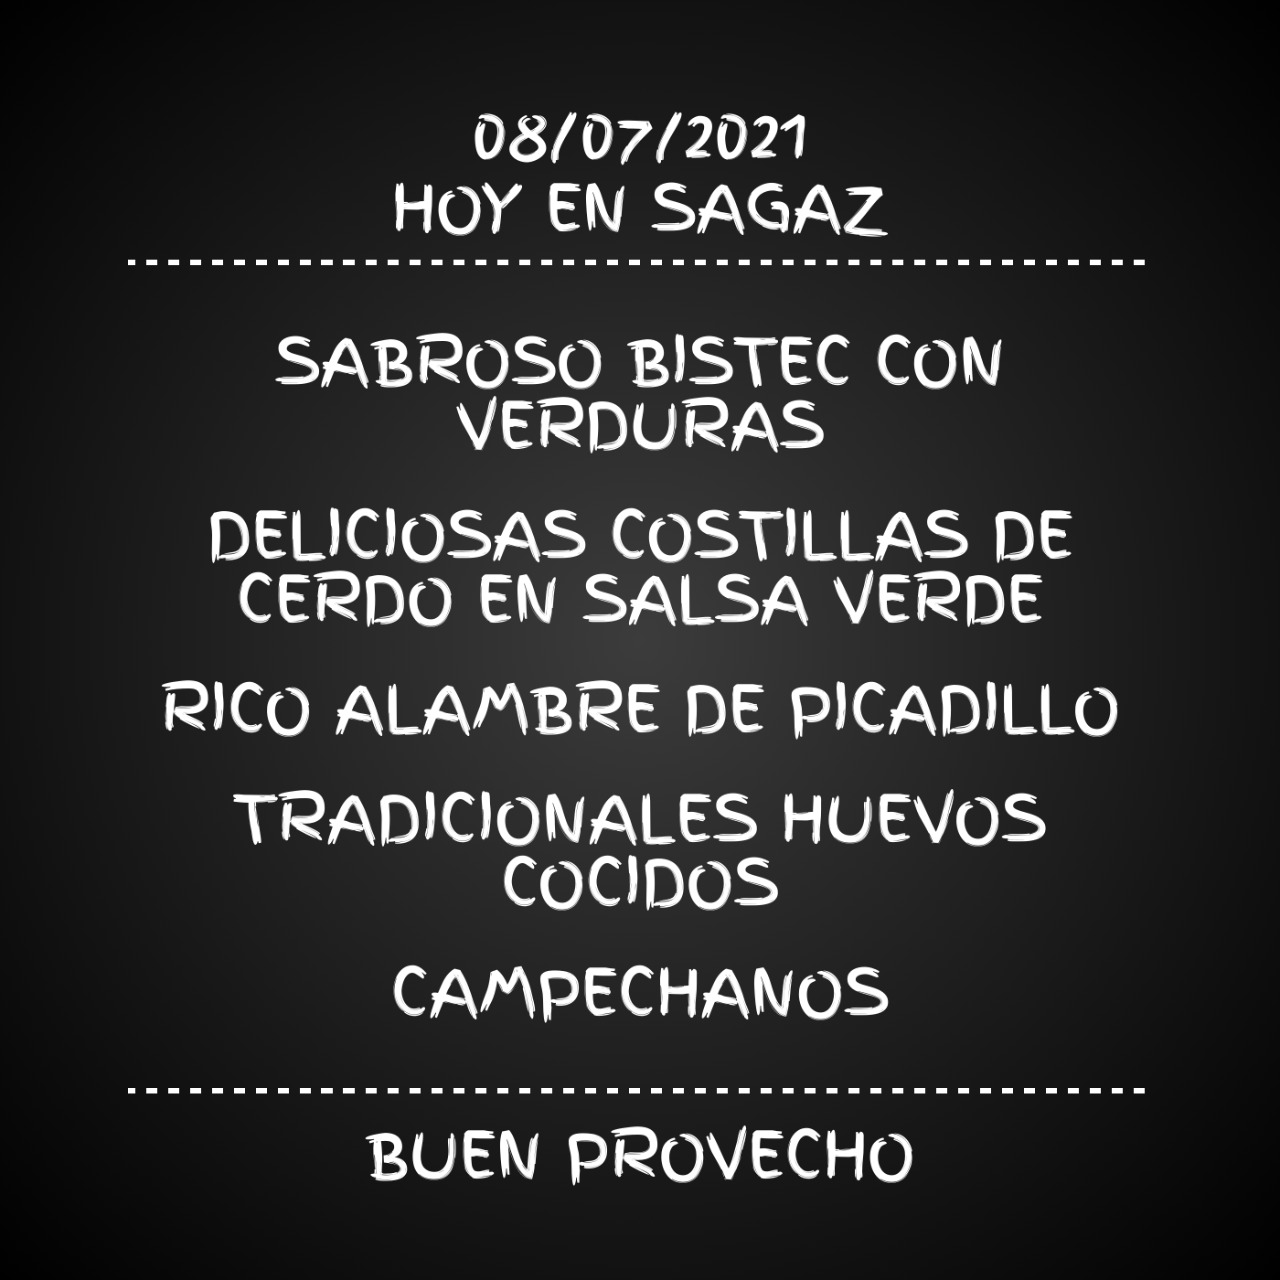 08/07/2021
HOY EN SAGAZ
SABROSO BISTEC CON
VERDURAS
DELICIOSAS COSTILLAS DE
CERDO EN SALSA VERDE
RICO ALAMBRE DE PICADILLO
TRADICIONALES HUEVOS
COCIDOS
CAMPECHANOS
BUEN PROVECHO